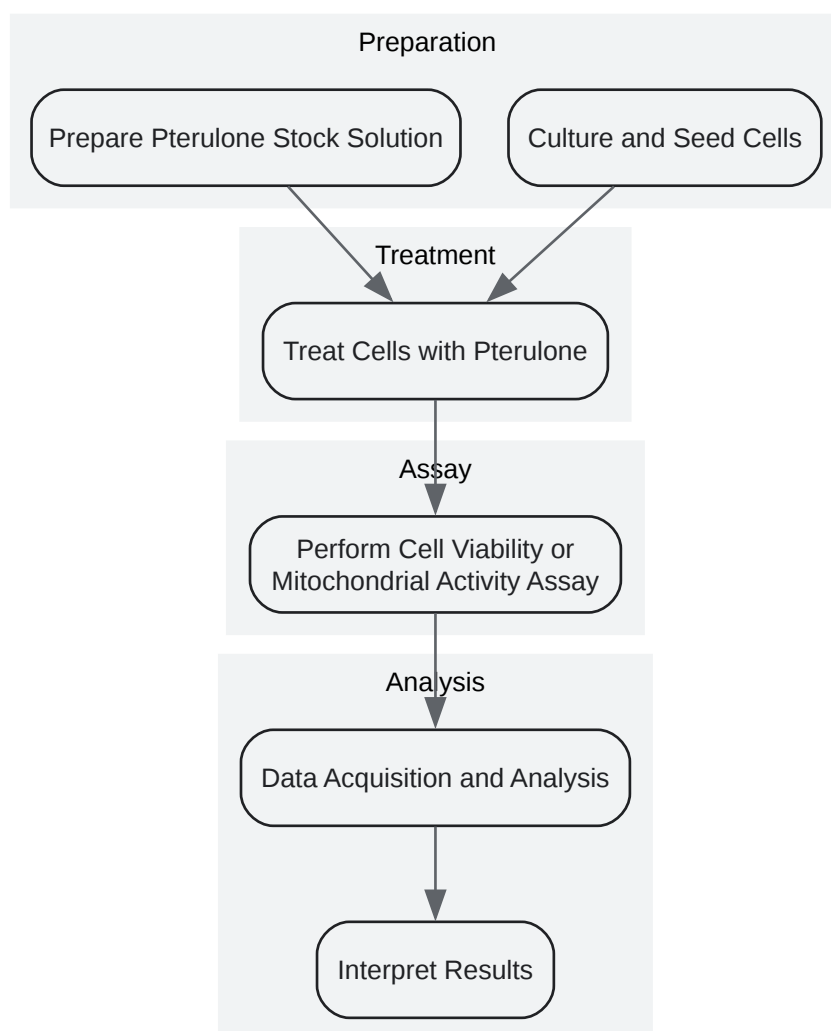 Preparation
Prepare Pterulone Stock Solution
Culture and Seed Cells
Treatment
Treat Cells with Pterulone
Assay
Perform Cell Viability or
Mitochondrial Activity Assay
Analysis
Data Acquisition and Analysis
Interpret Results